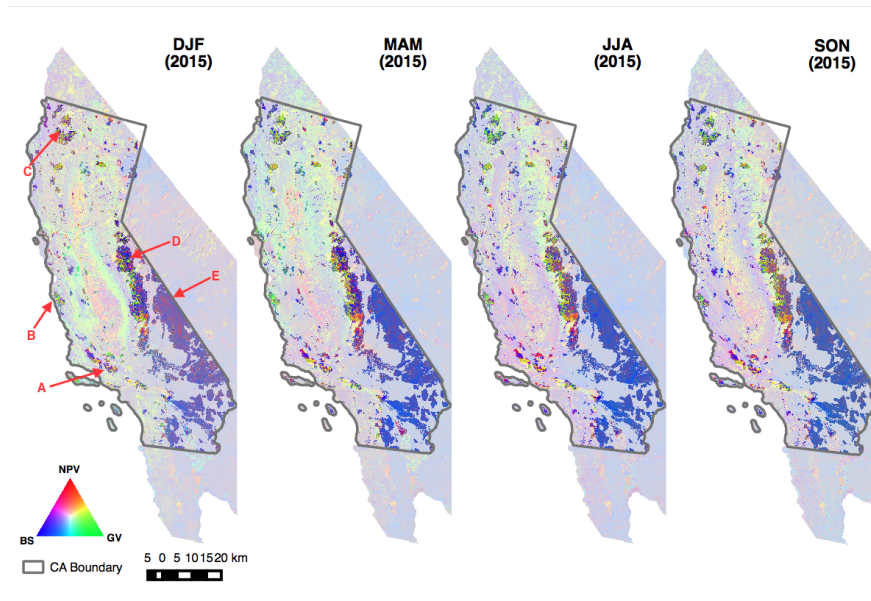 DJF
(2015)
MAM
(2015)
JJA
(2015)
SON
(2015)
C
D
E
B
A
NPV
BS
GV
5 0 5 10 15 20 km
CA Boundary